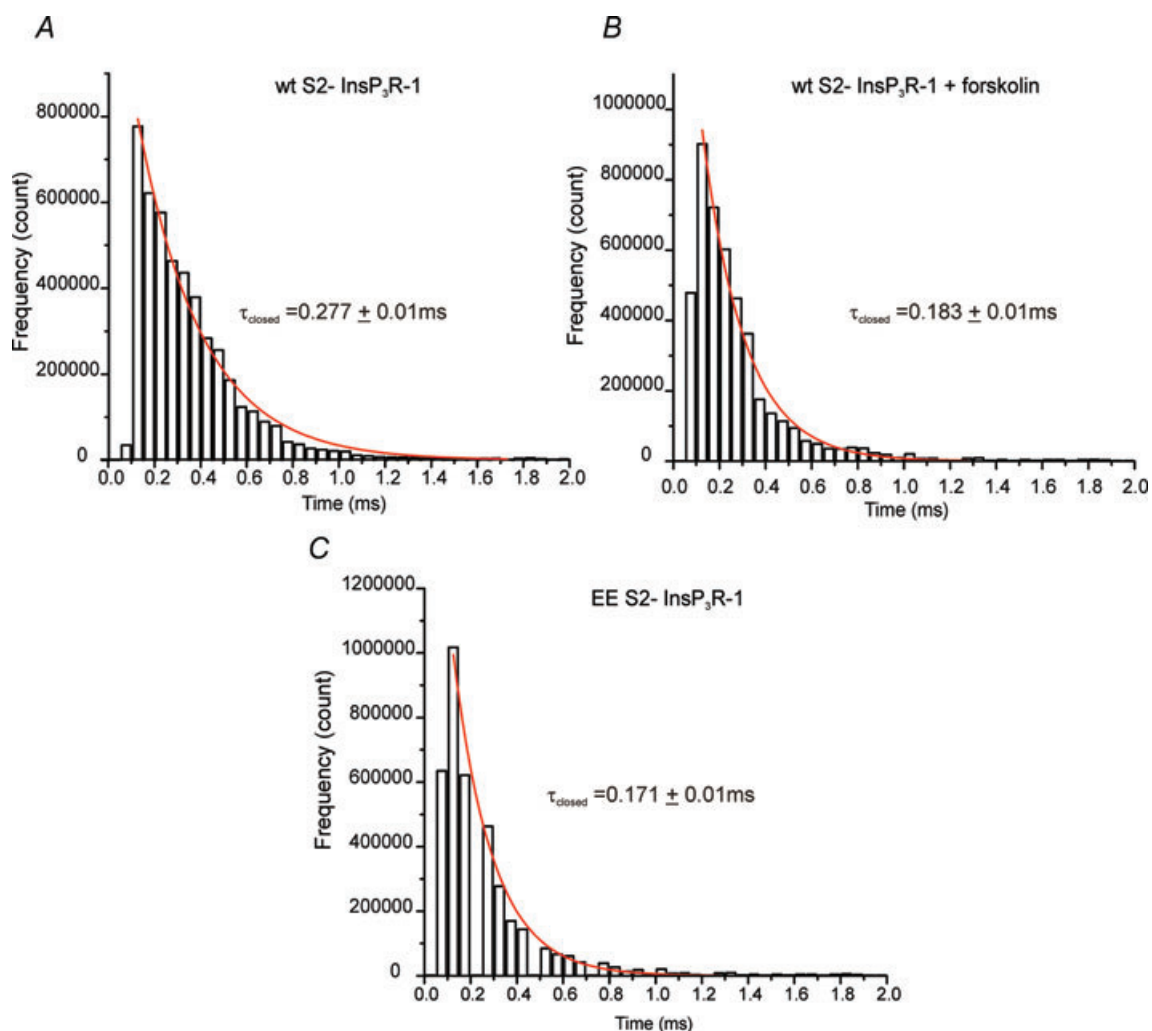 A
wt S2- InsP₃R-1
Frequency (count)
800000
600000
400000
200000
0
τclosed =0.277 ± 0.01ms
0.0 0.2 0.4 0.6 0.8 1.0 1.2 1.4 1.6 1.8 2.0
Time (ms)
B
wt S2- InsP₃R-1 + forskolin
Frequency (count)
1000000
800000
600000
400000
200000
0
τclosed =0.183 ± 0.01ms
0.0 0.2 0.4 0.6 0.8 1.0 1.2 1.4 1.6 1.8 2.0
Time (ms)
C
EE S2- InsP₃R-1
Frequency (count)
1200000
1000000
800000
600000
400000
200000
0
τclosed =0.171 ± 0.01ms
0.0 0.2 0.4 0.6 0.8 1.0 1.2 1.4 1.6 1.8 2.0
Time (ms)